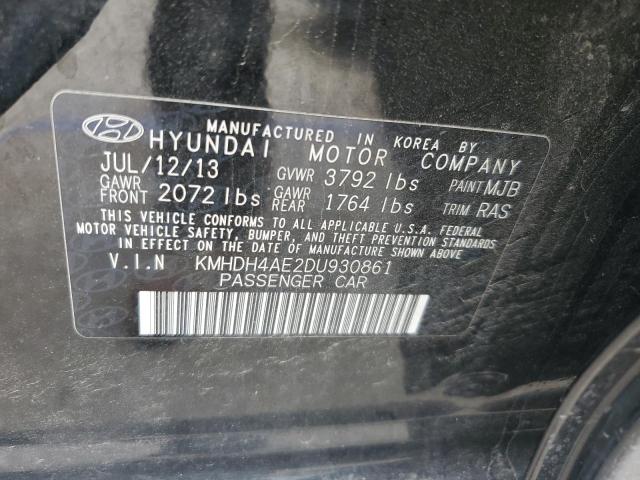 MANUFACTURED IN KOREA BY
HYUNDAI MOTOR COMPANY
JUL/12/13 GVWR 3792 lbs PAINT MJB
GAWR FRONT 2072 lbs GAWR REAR 1764 lbs TRIM RAS
THIS VEHICLE CONFORMS TO ALL APPLICABLE U.S.A. FEDERAL
MOTOR VEHICLE SAFETY, BUMPER, AND THEFT PREVENTION
STANDARDS IN EFFECT ON THE DATE OF MANUFACTURE SHOWN ABOVE
V.I.N KMHDH4AE2DU930861
PASSENGER CAR